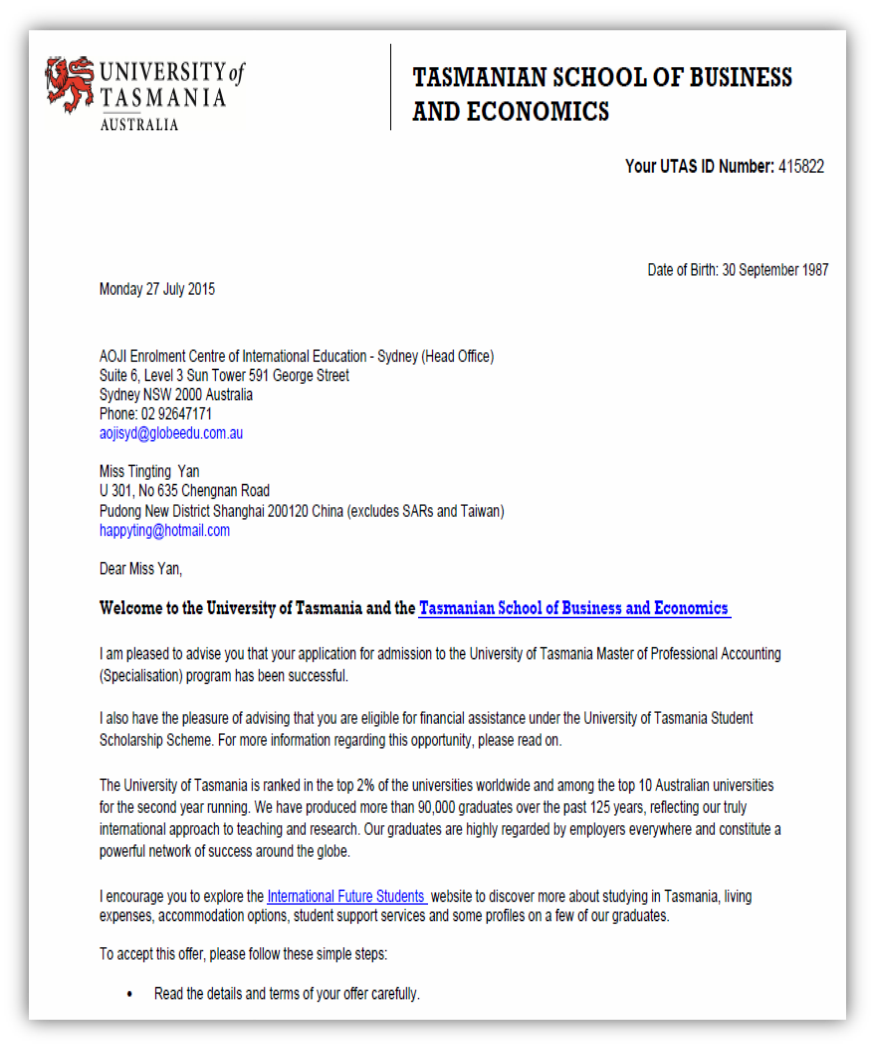 UNIVERSITY of
TASMANIA
AUSTRALIA
TASMANIAN SCHOOL OF BUSINESS
AND ECONOMICS
Your UTAS ID Number: 415822
Date of Birth: 30 September 1987
Monday 27 July 2015
AOJI Enrolment Centre of International Education - Sydney (Head Office)
Suite 6, Level 3 Sun Tower 591 George Street
Sydney NSW 2000 Australia
Phone: 02 92647171
aojisyd@globeedu.com.au
Miss Tingting  Yan
U 301, No 635 Chengnan Road
Pudong New District Shanghai 200120 China (excludes SARs and Taiwan)
happyting@hotmail.com
Dear Miss Yan,
Welcome to the University of Tasmania and the Tasmanian School of Business and Economics
I am pleased to advise you that your application for admission to the University of Tasmania Master of Professional Accounting
(Specialisation) program has been successful.
I also have the pleasure of advising that you are eligible for financial assistance under the University of Tasmania Student
Scholarship Scheme. For more information regarding this opportunity, please read on.
The University of Tasmania is ranked in the top 2% of the universities worldwide and among the top 10 Australian universities
for the second year running. We have produced more than 90,000 graduates over the past 125 years, reflecting our truly
international approach to teaching and research. Our graduates are highly regarded by employers everywhere and constitute a
powerful network of success around the globe.
I encourage you to explore the International Future Students website to discover more about studying in Tasmania, living
expenses, accommodation options, student support services and some profiles on a few of our graduates.
To accept this offer, please follow these simple steps:
• Read the details and terms of your offer carefully.